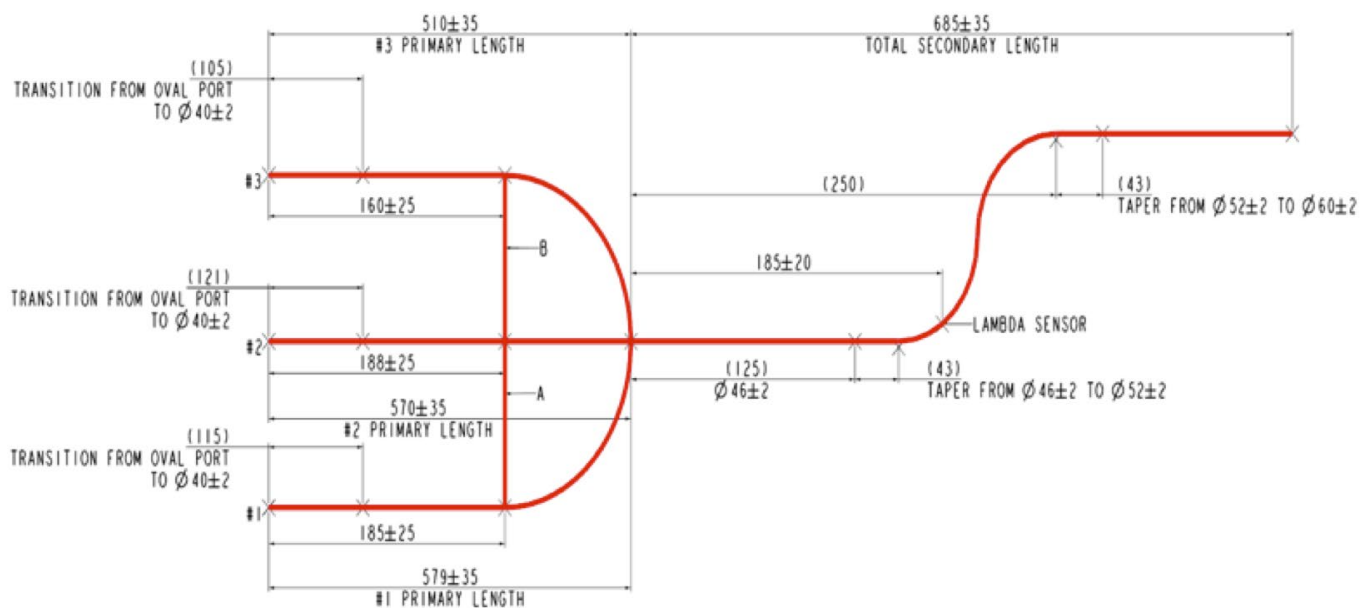 510±35
#3 PRIMARY LENGTH
685±35
TOTAL SECONDARY LENGTH
(105)
TRANSITION FROM OVAL PORT
TO Ø40±2
#3
160±25
B
(250)
(43)
TAPER FROM Ø52±2 TO Ø60±2
185±20
(121)
TRANSITION FROM OVAL PORT
TO Ø40±2
LAMBDA SENSOR
#2
188±25
A
(125)
Ø46±2
(43)
TAPER FROM Ø46±2 TO Ø52±2
570±35
#2 PRIMARY LENGTH
(115)
TRANSITION FROM OVAL PORT
TO Ø40±2
#1
185±25
579±35
#1 PRIMARY LENGTH